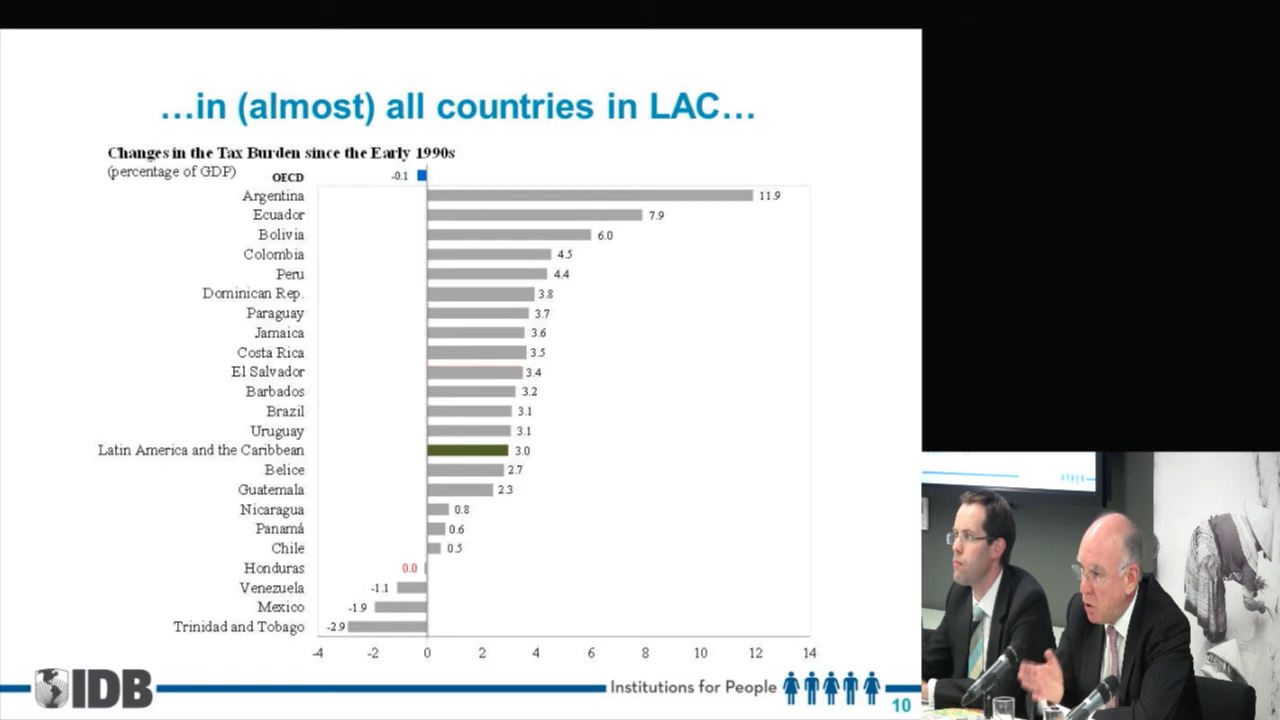 …in (almost) all countries in LAC…
Changes in the Tax Burden since the Early 1990s
(percentage of GDP)
OECD -0.1
Argentina 11.9
Ecuador 7.9
Bolivia 6.0
Colombia 4.5
Peru 4.4
Dominican Rep. 3.8
Paraguay 3.7
Jamaica 3.6
Costa Rica 3.5
El Salvador 3.4
Barbados 3.2
Brazil 3.1
Uruguay 3.1
Latin America and the Caribbean 3.0
Belice 2.7
Guatemala 2.3
Nicaragua 0.8
Panamá 0.6
Chile 0.5
Honduras 0.0
Venezuela -1.1
Mexico -1.9
Trinidad and Tobago -2.9
-4 -2 0 2 4 6 8 10 12 14
IDB
Institutions for People
10